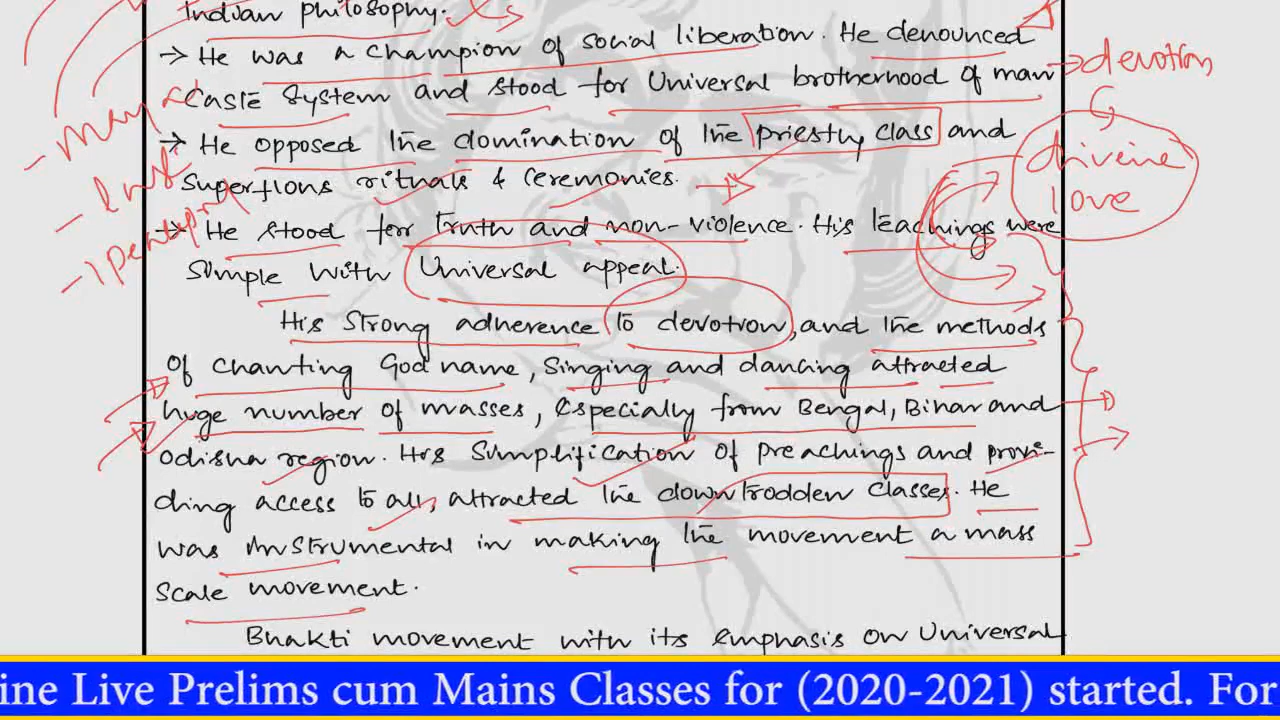 Indian philosophy.
→ He was a champion of social liberation. He denounced
Caste System and stood for Universal brotherhood of man
→ devotion
→ He opposed the domination of the priestly class and
Superftions rituals & ceremonies.
divine
love
→ He stood for truth and non-violence. His teachings were
Simple with Universal appeal.
His strong adherence to devotion, and the methods
of chanting God name, Singing and dancing attracted
huge number of masses, Especially from Bengal, Bihar and
Odisha region. His Simplification of preachings and provi-
ding access to all, attracted the downtrodden classes. He
was instrumental in making the movement a mass
Scale movement.
Bhakti movement with its emphasis on Universal
ine Live Prelims cum Mains Classes for (2020-2021) started. For